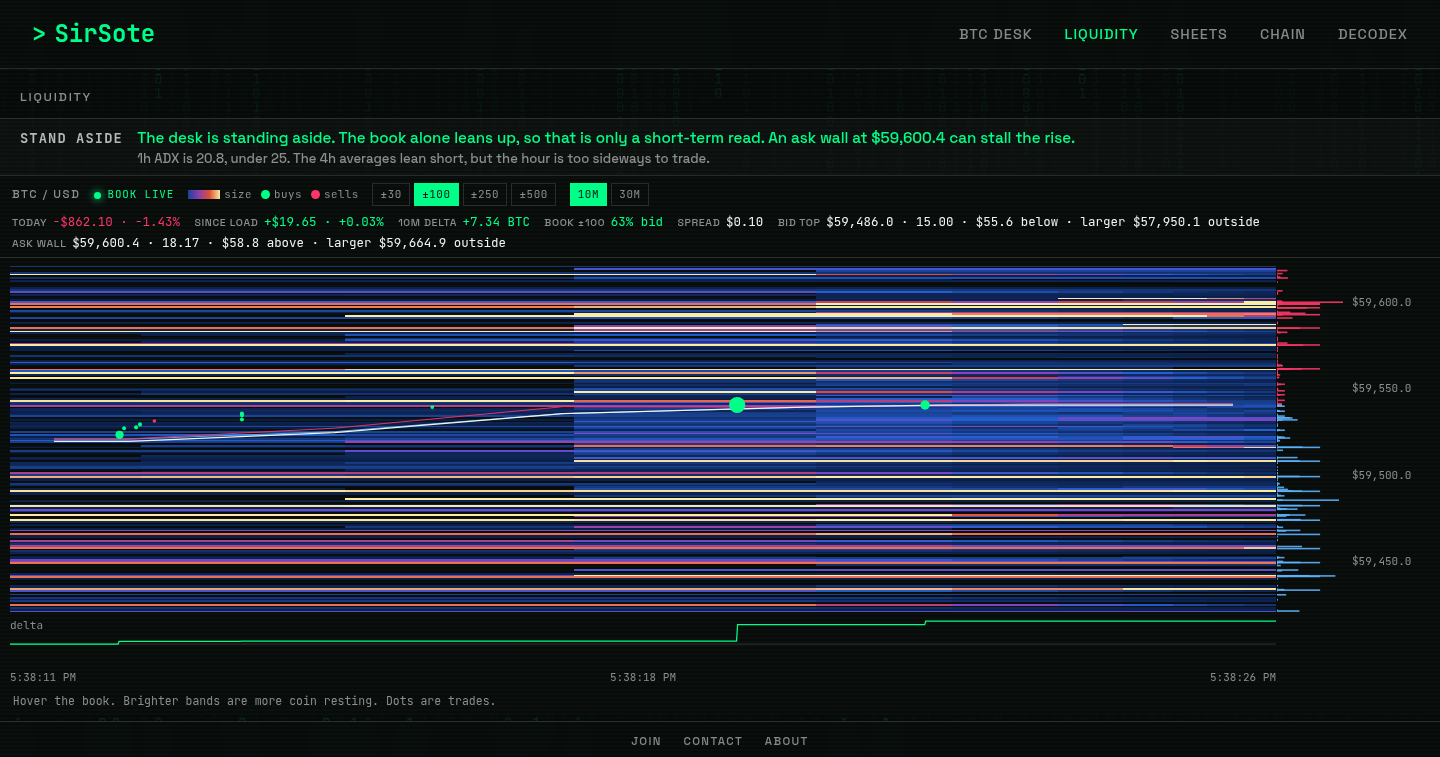 > SirSote
BTC DESK LIQUIDITY SHEETS CHAIN DECODEX
LIQUIDITY
STAND ASIDE The desk is standing aside. The book alone leans up, so that is only a short-term read. An ask wall at $59,600.4 can stall the rise.
1h ADX is 20.8, under 25. The 4h averages lean short, but the hour is too sideways to trade.
BTC / USD BOOK LIVE size buys sells ±30 ±100 ±250 ±500 10M 30M
TODAY -$862.10 · -1.43% SINCE LOAD +$19.65 · +0.03% 10M DELTA +7.34 BTC BOOK ±100 63% bid SPREAD $0.10 BID TOP $59,486.0 · 15.00 · $55.6 below · larger $57,950.1 outside
ASK WALL $59,600.4 · 18.17 · $58.8 above · larger $59,664.9 outside
$59,600.0
$59,550.0
$59,500.0
$59,450.0
delta
5:38:11 PM 5:38:18 PM 5:38:26 PM
Hover the book. Brighter bands are more coin resting. Dots are trades.
JOIN CONTACT ABOUT